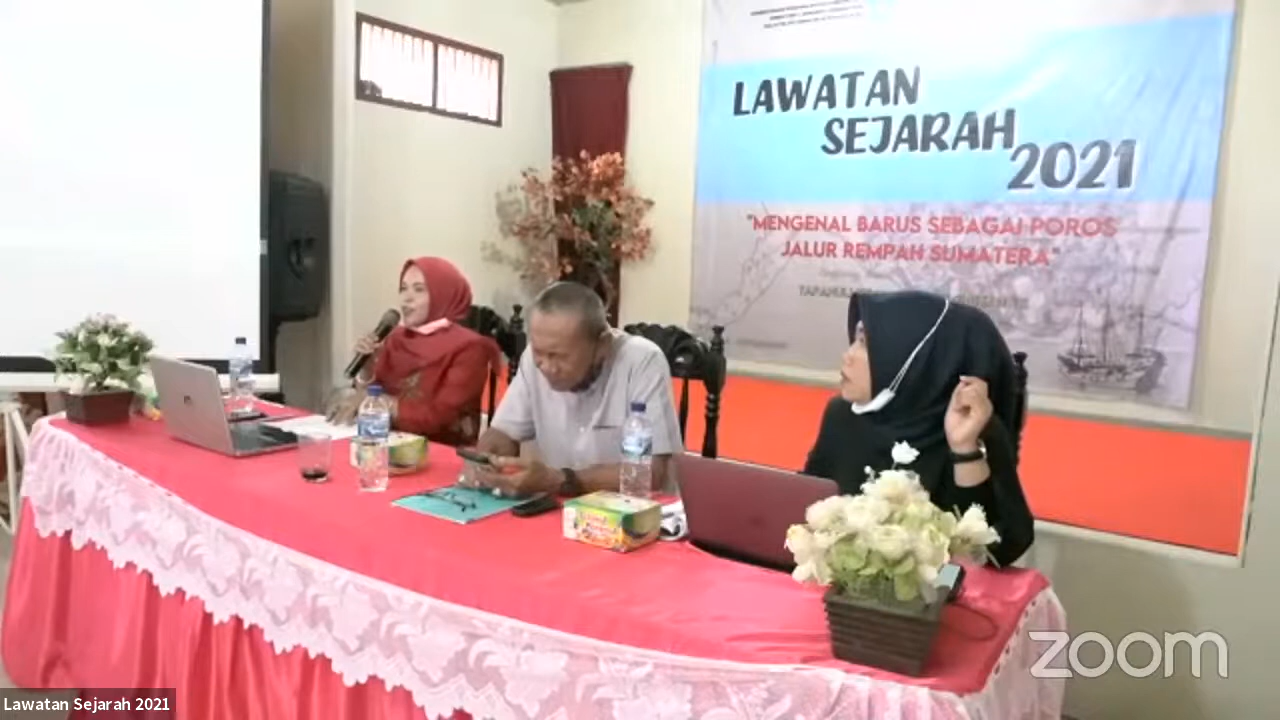 LAWATAN
SEJARAH
2021
"MENGENAL BARUS SEBAGAI POROS
JALUR REMPAH SUMATERA"
zoom
Lawatan Sejarah 2021